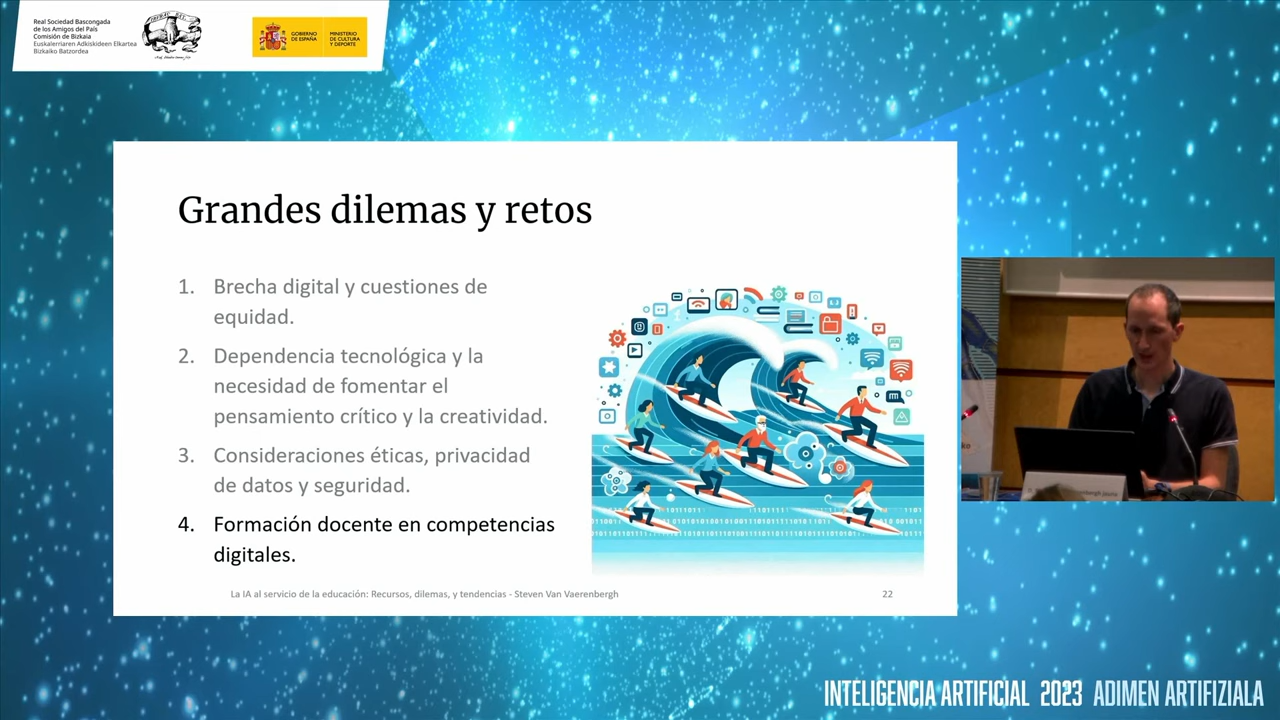 Real Sociedad Bascongada
de los Amigos del País
Comisión de Bizkaia
Euskalerriaren Adkiskideen Elkartea
Bizkaiko Batzordea
GOBIERNO
DE ESPAÑA
MINISTERIO
DE CULTURA
Y DEPORTE
Grandes dilemas y retos
1. Brecha digital y cuestiones de
equidad.
2. Dependencia tecnológica y la
necesidad de fomentar el
pensamiento crítico y la creatividad.
3. Consideraciones éticas, privacidad
de datos y seguridad.
4. Formación docente en competencias
digitales.
La IA al servicio de la educación: Recursos, dilemas, y tendencias - Steven Van Vaerenbergh
22
INTELIGENCIA ARTIFICIAL 2023 ADIMEN ARTIFIZIALA